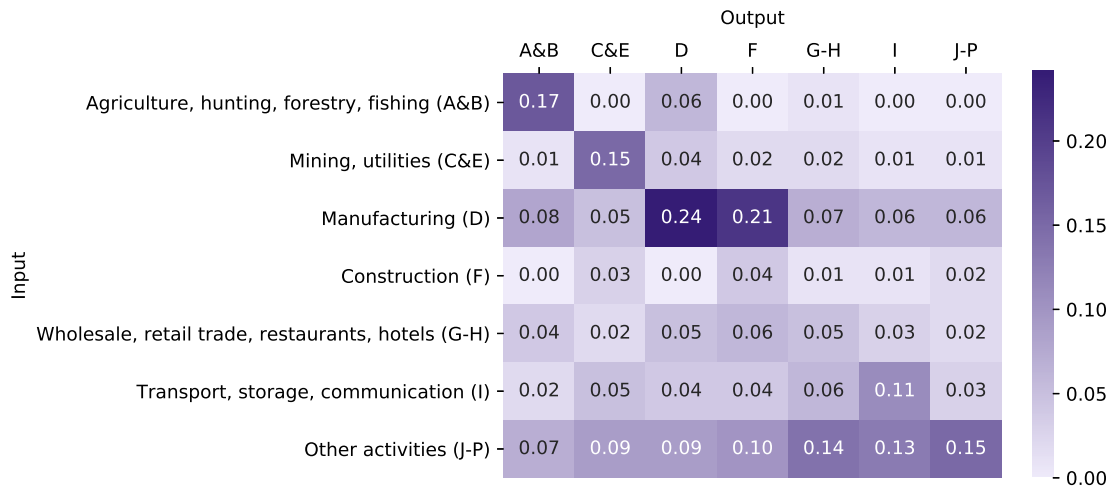 Output
A&B C&E D F G-H I J-P
Input
Agriculture, hunting, forestry, fishing (A&B) 0.17 0.00 0.06 0.00 0.01 0.00 0.00
Mining, utilities (C&E) 0.01 0.15 0.04 0.02 0.02 0.01 0.01
Manufacturing (D) 0.08 0.05 0.24 0.21 0.07 0.06 0.06
Construction (F) 0.00 0.03 0.00 0.04 0.01 0.01 0.02
Wholesale, retail trade, restaurants, hotels (G-H) 0.04 0.02 0.05 0.06 0.05 0.03 0.02
Transport, storage, communication (I) 0.02 0.05 0.04 0.04 0.06 0.11 0.03
Other activities (J-P) 0.07 0.09 0.09 0.10 0.14 0.13 0.15
0.20
0.15
0.10
0.05
0.00